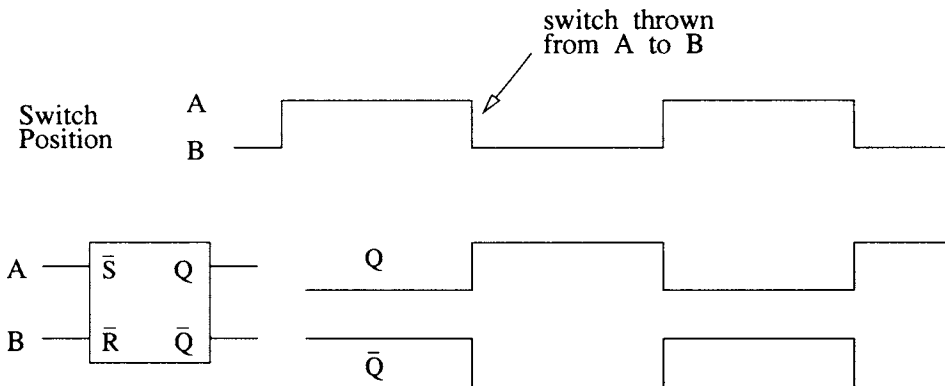 switch thrown
from A to B
A
Switch
Position
B
A S̅ Q
Q
B R̅ Q̅
Q̅